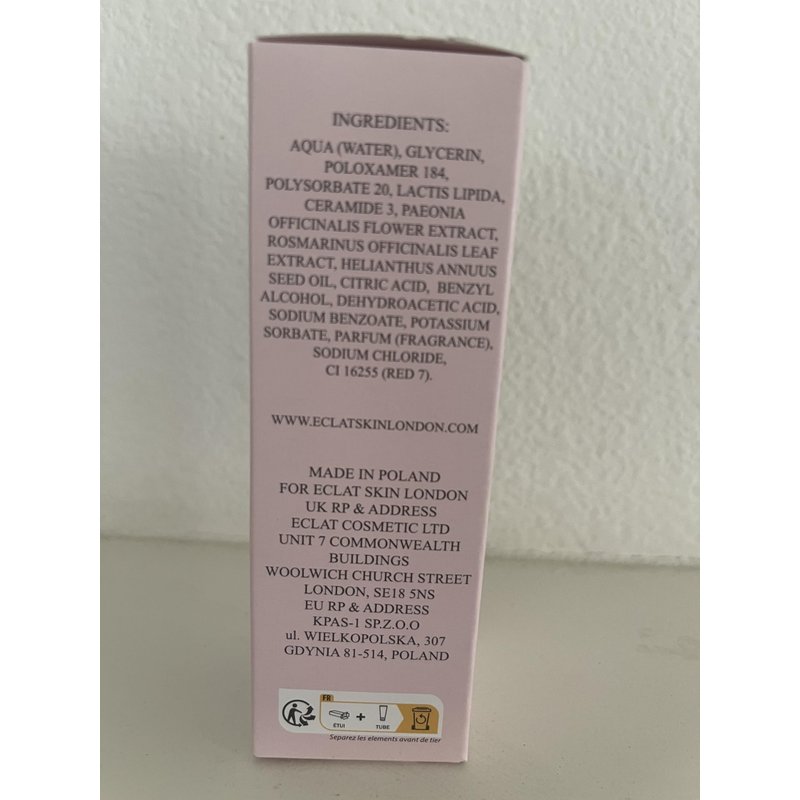 INGREDIENTS:
AQUA (WATER), GLYCERIN,
POLOXAMER 184,
POLYSORBATE 20, LACTIS LIPIDA,
CERAMIDE 3, PAEONIA
OFFICINALIS FLOWER EXTRACT,
ROSMARINUS OFFICINALIS LEAF
EXTRACT, HELIANTHUS ANNUUS
SEED OIL, CITRIC ACID, BENZYL
ALCOHOL, DEHYDROACETIC ACID,
SODIUM BENZOATE, POTASSIUM
SORBATE, PARFUM (FRAGRANCE),
SODIUM CHLORIDE,
CI 16255 (RED 7).
WWW.ECLATSKINLONDON.COM
MADE IN POLAND
FOR ECLAT SKIN LONDON
UK RP & ADDRESS
ECLAT COSMETIC LTD
UNIT 7 COMMONWEALTH
BUILDINGS
WOOLWICH CHURCH STREET
LONDON, SE18 5NS
EU RP & ADDRESS
KPAS-1 SP.Z.O.O
ul. WIELKOPOLSKA, 307
GDYNIA 81-514, POLAND
FR
ÉTUI + TUBE
Separez les elements avant de tier